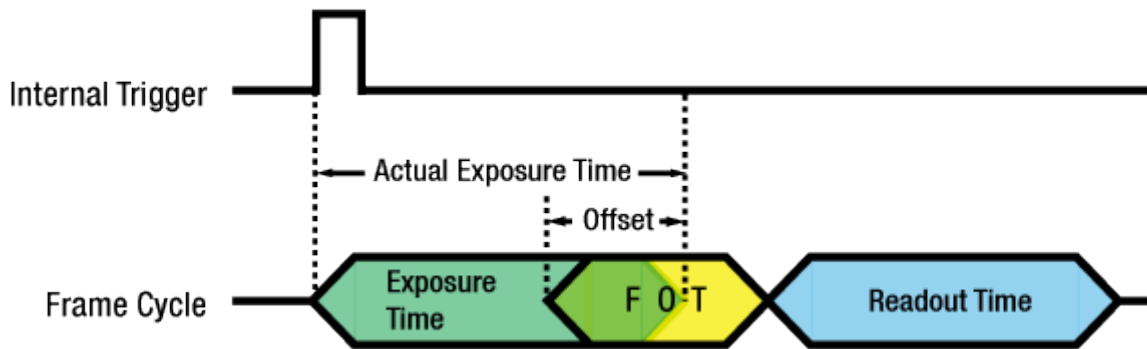 Internal Trigger
Actual Exposure Time
Offset
Frame Cycle
Exposure
Time
F O T
Readout Time